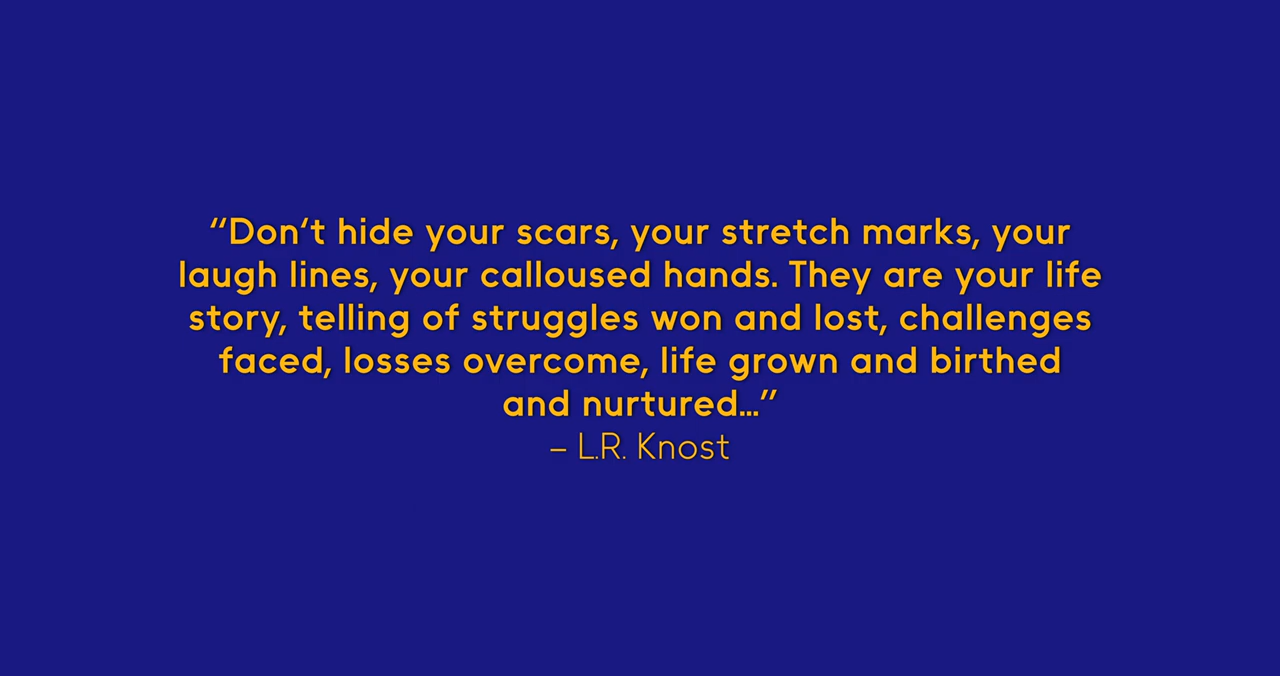 “Don‘t hide your scars, your stretch marks, your
laugh lines, your calloused hands. They are your life
story, telling of struggles won and lost, challenges
faced, losses overcome, life grown and birthed
and nurtured...”
– L.R. Knost